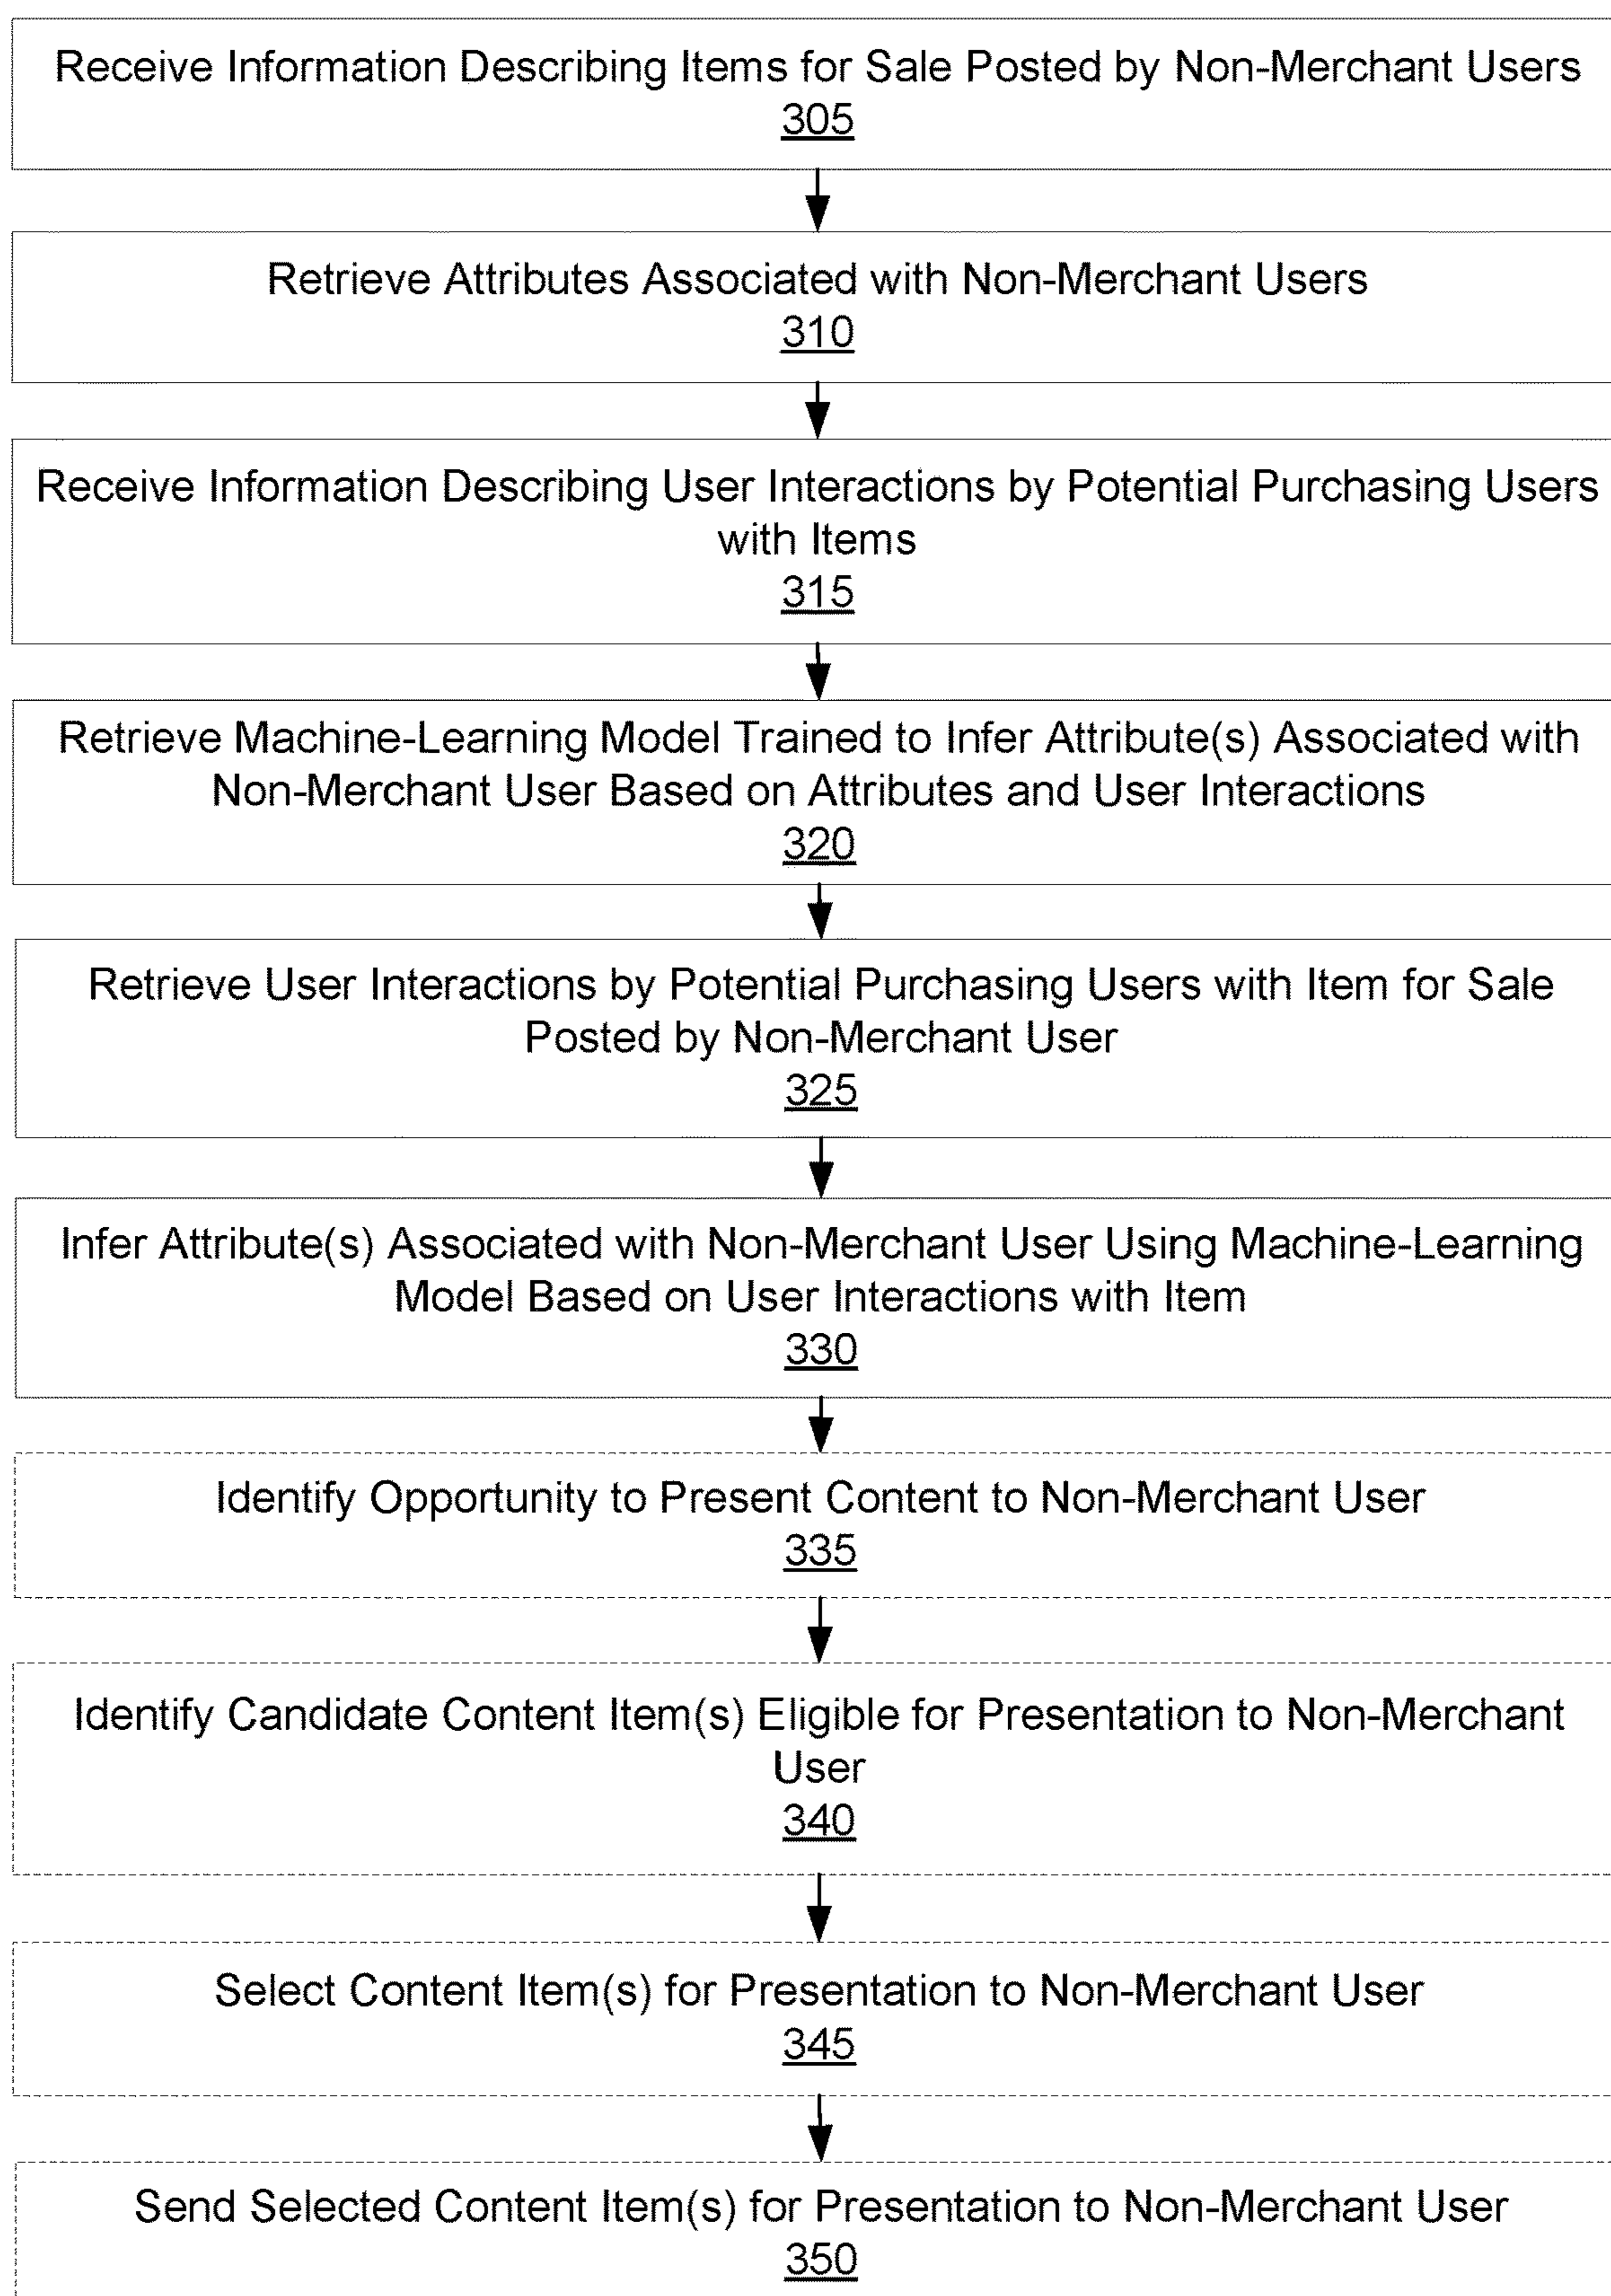 Receive Information Describing Items for Sale Posted by Non-Merchant Users
305
Retrieve Attributes Associated with Non-Merchant Users
310
Receive Information Describing User Interactions by Potential Purchasing Users
with Items
315
Retrieve Machine-Learning Model Trained to Infer Attribute(s) Associated with
Non-Merchant User Based on Attributes and User Interactions
320
Retrieve User Interactions by Potential Purchasing Users with Item for Sale
Posted by Non-Merchant User
325
Infer Attribute(s) Associated with Non-Merchant User Using Machine-Learning
Model Based on User Interactions with Item
330
Identify Opportunity to Present Content to Non-Merchant User
335
Identify Candidate Content Item(s) Eligible for Presentation to Non-Merchant
User
340
Select Content Item(s) for Presentation to Non-Merchant User
345
Send Selected Content Item(s) for Presentation to Non-Merchant User
350